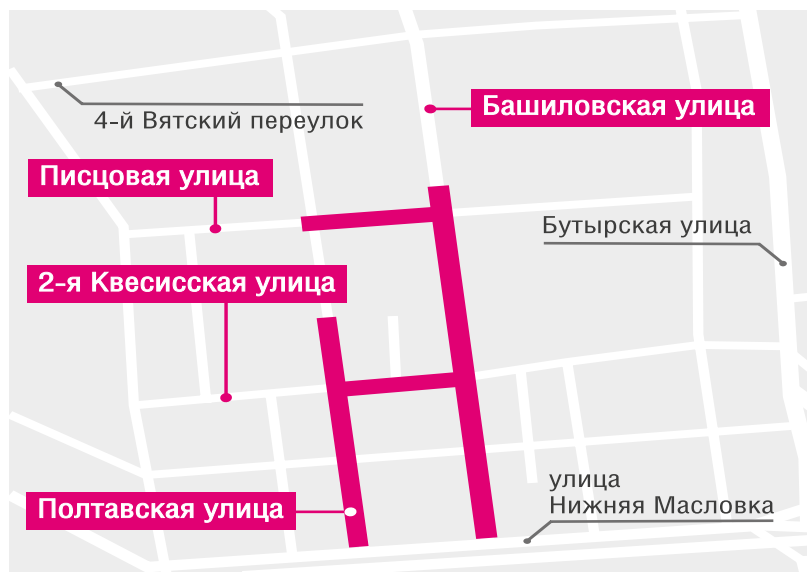 Башиловская улица
4-й Вятский переулок
Писцовая улица
Бутырская улица
2-я Квесисская улица
улица
Нижняя Масловка
Полтавская улица